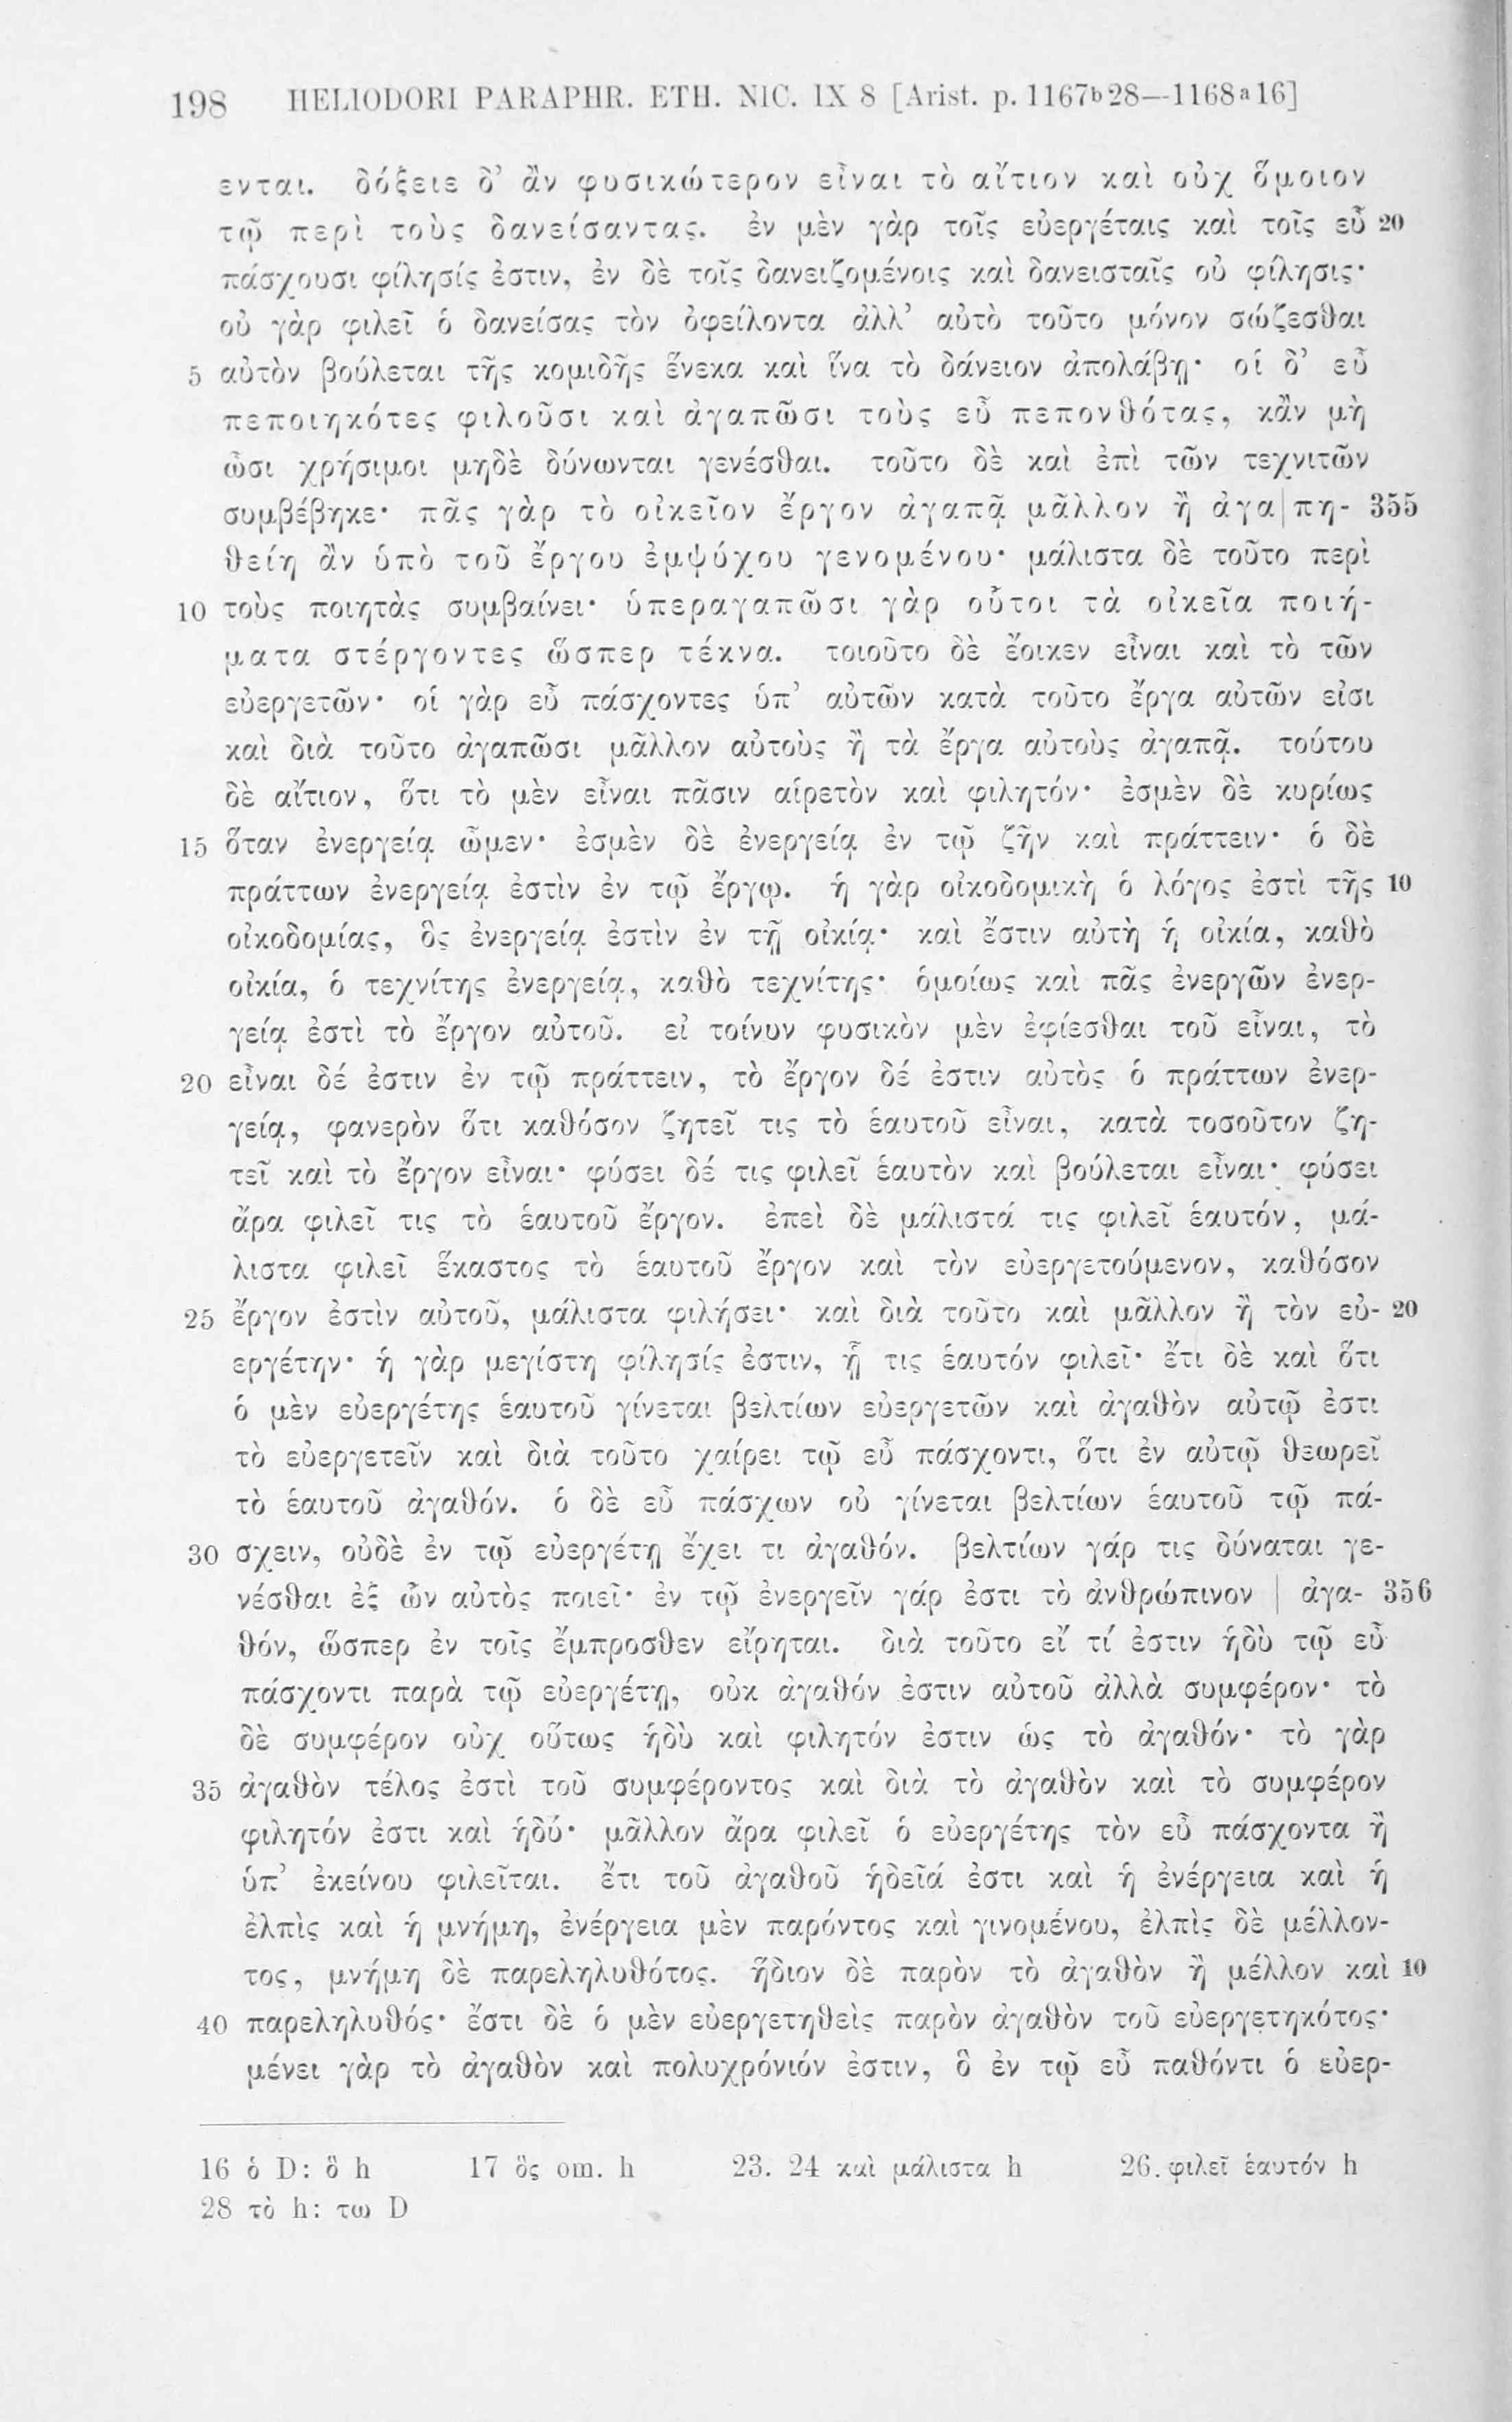 198 HELIODORI PARAPHR. ETH. NIC. IX 8 [Arist. p. 1167b28—1168a16]
ενται. δόξειε δ’ ἂν φυσικώτερον εἶναι τὸ αἴτιον καὶ οὐχ ὅμοιον
τῷ περὶ τοὺς δανείσαντας. ἐν μὲν γὰρ τοῖς εὐεργέταις καὶ τοῖς εὖ 20
πάσχουσι φίλησίς ἐστιν, ἐν δὲ τοῖς δανειζομένοις καὶ δανεισταῖς οὐ φίλησις·
οὐ γὰρ φιλεῖ ὁ δανείσας τὸν ὀφείλοντα ἀλλ’ αὐτὸ τοῦτο μόνον σώζεσθαι
5 αὐτὸν βούλεται τῆς κομιδῆς ἕνεκα καὶ ἵνα τὸ δάνειον ἀπολάβῃ· οἱ δ’ εὖ
πεποιηκότες φιλοῦσι καὶ ἀγαπῶσι τοὺς εὖ πεπονθότας, κἂν μὴ
ὦσι χρήσιμοι μηδὲ δύνωνται γενέσθαι. τοῦτο δὲ καὶ ἐπὶ τῶν τεχνιτῶν
συμβέβηκε· πᾶς γὰρ τὸ οἰκεῖον ἔργον ἀγαπᾷ μᾶλλον ἢ ἀγα|πη- 355
θείη ἂν ὑπὸ τοῦ ἔργου ἐμψύχου γενομένου· μάλιστα δὲ τοῦτο περὶ
10 τοὺς ποιητὰς συμβαίνει· ὑπεραγαπῶσι γὰρ οὗτοι τὰ οἰκεῖα ποιή-
ματα στέργοντες ὥσπερ τέκνα. τοιοῦτο δὲ ἔοικεν εἶναι καὶ τὸ τῶν
εὐεργετῶν· οἱ γὰρ εὖ πάσχοντες ὑπ’ αὐτῶν κατὰ τοῦτο ἔργα αὐτῶν εἰσι
καὶ διὰ τοῦτο ἀγαπῶσι μᾶλλον αὐτοὺς ἢ τὰ ἔργα αὐτοὺς ἀγαπᾷ. τούτου
δὲ αἴτιον, ὅτι τὸ μὲν εἶναι πᾶσιν αἱρετὸν καὶ φιλητόν· ἐσμὲν δὲ κυρίως
15 ὅταν ἐνεργείᾳ ὦμεν· ἐσμὲν δὲ ἐνεργείᾳ ἐν τῷ ζῆν καὶ πράττειν· ὁ δὲ
πράττων ἐνεργείᾳ ἐστὶν ἐν τῷ ἔργῳ. ἡ γὰρ οἰκοδομικὴ ὁ λόγος ἐστὶ τῆς 10
οἰκοδομίας, ὃς ἐνεργείᾳ ἐστὶν ἐν τῇ οἰκίᾳ· καὶ ἔστιν αὐτὴ ἡ οἰκία, καθὸ
οἰκία, ὁ τεχνίτης ἐνεργείᾳ, καθὸ τεχνίτης· ὁμοίως καὶ πᾶς ἐνεργῶν ἐνερ-
γείᾳ ἐστὶ τὸ ἔργον αὐτοῦ. εἰ τοίνυν φυσικὸν μὲν ἐφίεσθαι τοῦ εἶναι, τὸ
20 εἶναι δέ ἐστιν ἐν τῷ πράττειν, τὸ ἔργον δέ ἐστιν αὐτὸς ὁ πράττων ἐνερ-
γείᾳ, φανερὸν ὅτι καθόσον ζητεῖ τις τὸ ἑαυτοῦ εἶναι, κατὰ τοσοῦτον ζη-
τεῖ καὶ τὸ ἔργον εἶναι· φύσει δέ τις φιλεῖ ἑαυτὸν καὶ βούλεται εἶναι· φύσει
ἄρα φιλεῖ τις τὸ ἑαυτοῦ ἔργον. ἐπεὶ δὲ μάλιστά τις φιλεῖ ἑαυτόν, μά-
λιστα φιλεῖ ἕκαστος τὸ ἑαυτοῦ ἔργον καὶ τὸν εὐεργετούμενον, καθόσον
25 ἔργον ἐστὶν αὐτοῦ, μάλιστα φιλήσει· καὶ διὰ τοῦτο καὶ μᾶλλον ἢ τὸν εὐ- 20
εργέτην· ἡ γὰρ μεγίστη φίλησίς ἐστιν, ᾗ τις ἑαυτόν φιλεῖ· ἔτι δὲ καὶ ὅτι
ὁ μὲν εὐεργέτης ἑαυτοῦ γίνεται βελτίων εὐεργετῶν καὶ ἀγαθὸν αὐτῷ ἐστι
τὸ εὐεργετεῖν καὶ διὰ τοῦτο χαίρει τῷ εὖ πάσχοντι, ὅτι ἐν αὐτῷ θεωρεῖ
τὸ ἑαυτοῦ ἀγαθόν. ὁ δὲ εὖ πάσχων οὐ γίνεται βελτίων ἑαυτοῦ τῷ πά-
30 σχειν, οὐδὲ ἐν τῷ εὐεργέτῃ ἔχει τι ἀγαθόν. βελτίων γάρ τις δύναται γε-
νέσθαι ἐξ ὧν αὐτὸς ποιεῖ· ἐν τῷ ἐνεργεῖν γάρ ἐστι τὸ ἀνθρώπινον | ἀγα- 356
θόν, ὥσπερ ἐν τοῖς ἔμπροσθεν εἴρηται. διὰ τοῦτο εἴ τί ἐστιν ἡδὺ τῷ εὖ
πάσχοντι παρὰ τῷ εὐεργέτῃ, οὐκ ἀγαθόν ἐστιν αὐτοῦ ἀλλὰ συμφέρον· τὸ
δὲ συμφέρον οὐχ οὕτως ἡδὺ καὶ φιλητόν ἐστιν ὡς τὸ ἀγαθόν· τὸ γὰρ
35 ἀγαθὸν τέλος ἐστὶ τοῦ συμφέροντος καὶ διὰ τὸ ἀγαθὸν καὶ τὸ συμφέρον
φιλητόν ἐστι καὶ ἡδύ· μᾶλλον ἄρα φιλεῖ ὁ εὐεργέτης τὸν εὖ πάσχοντα ἢ
ὑπ’ ἐκείνου φιλεῖται. ἔτι τοῦ ἀγαθοῦ ἡδεῖά ἐστι καὶ ἡ ἐνέργεια καὶ ἡ
ἐλπὶς καὶ ἡ μνήμη, ἐνέργεια μὲν παρόντος καὶ γινομένου, ἐλπὶς δὲ μέλλον-
τος, μνήμη δὲ παρεληλυθότος. ἥδιον δὲ παρὸν τὸ ἀγαθὸν ἢ μέλλον καὶ 10
40 παρεληλυθός· ἔστι δὲ ὁ μὲν εὐεργετηθεὶς παρὸν ἀγαθὸν τοῦ εὐεργετηκότος·
μένει γὰρ τὸ ἀγαθὸν καὶ πολυχρόνιόν ἐστιν, ὃ ἐν τῷ εὖ παθόντι ὁ εὐερ-
16 ὁ D: ὃ h 17 ὃς om. h 23. 24 καὶ μάλιστα h 26. φιλεῖ ἑαυτόν h
28 τὸ h: τω D